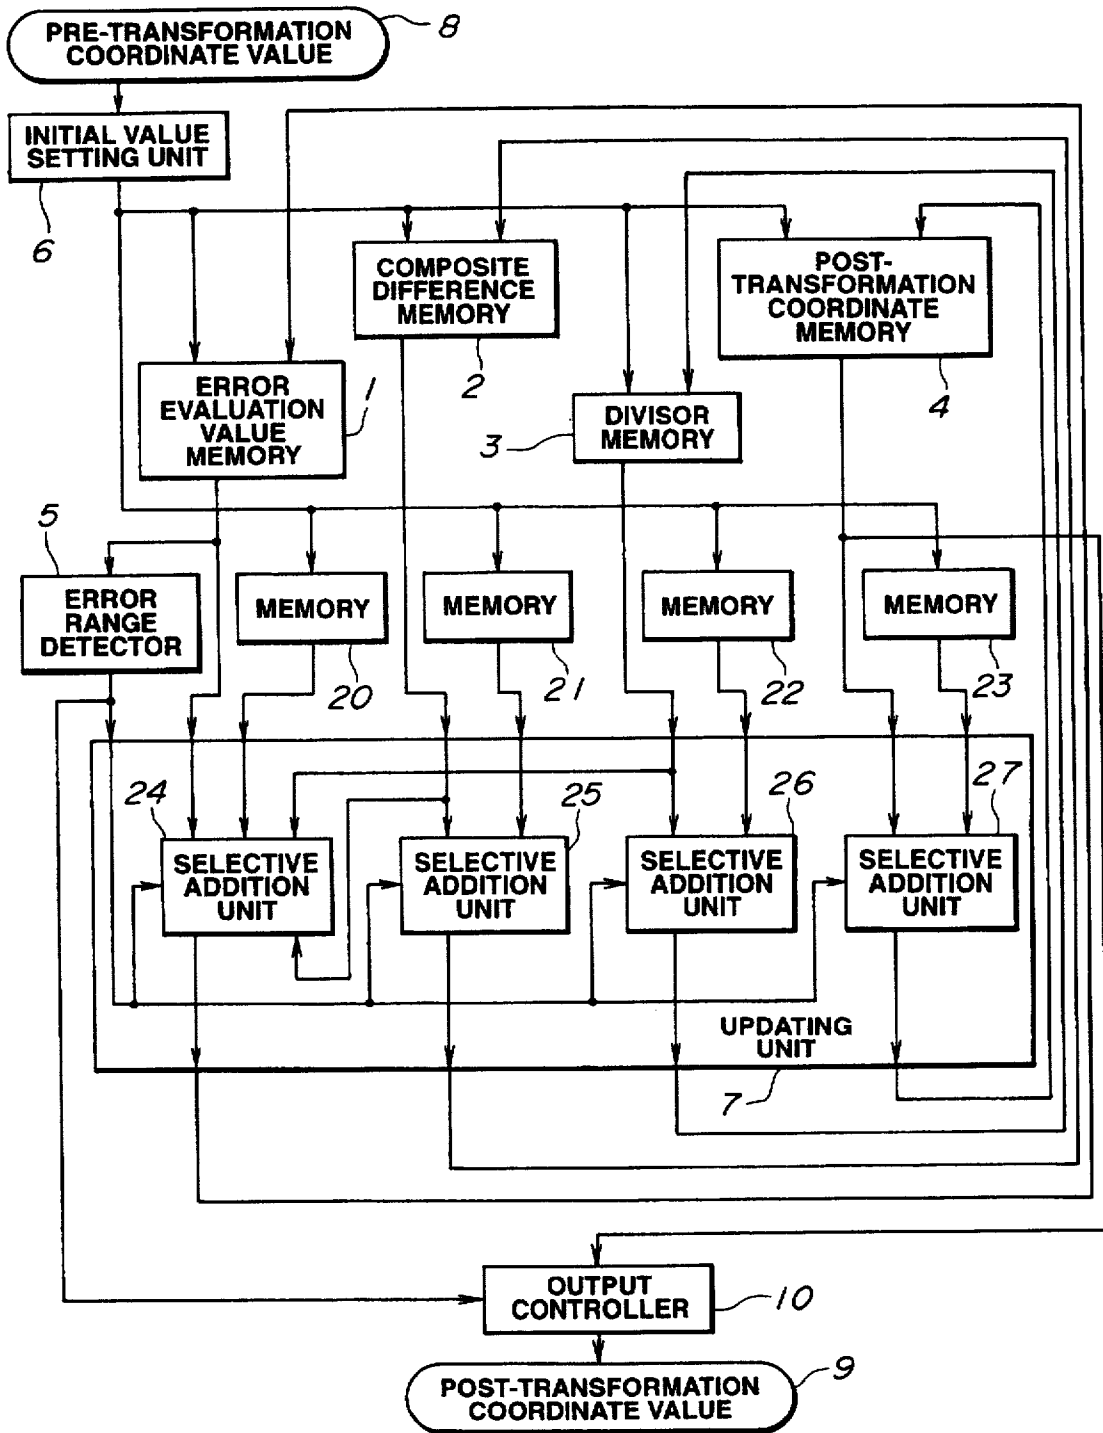 PRE-TRANSFORMATION
COORDINATE VALUE
8
INITIAL VALUE
SETTING UNIT
6
COMPOSITE
DIFFERENCE
MEMORY
2
POST-
TRANSFORMATION
COORDINATE
MEMORY
4
ERROR
EVALUATION
VALUE
MEMORY
1
DIVISOR
MEMORY
3
5
ERROR
RANGE
DETECTOR
MEMORY
20
MEMORY
21
MEMORY
22
MEMORY
23
24
SELECTIVE
ADDITION
UNIT
25
SELECTIVE
ADDITION
UNIT
26
SELECTIVE
ADDITION
UNIT
27
SELECTIVE
ADDITION
UNIT
UPDATING
UNIT
7
OUTPUT
CONTROLLER
10
POST-TRANSFORMATION
COORDINATE VALUE
9